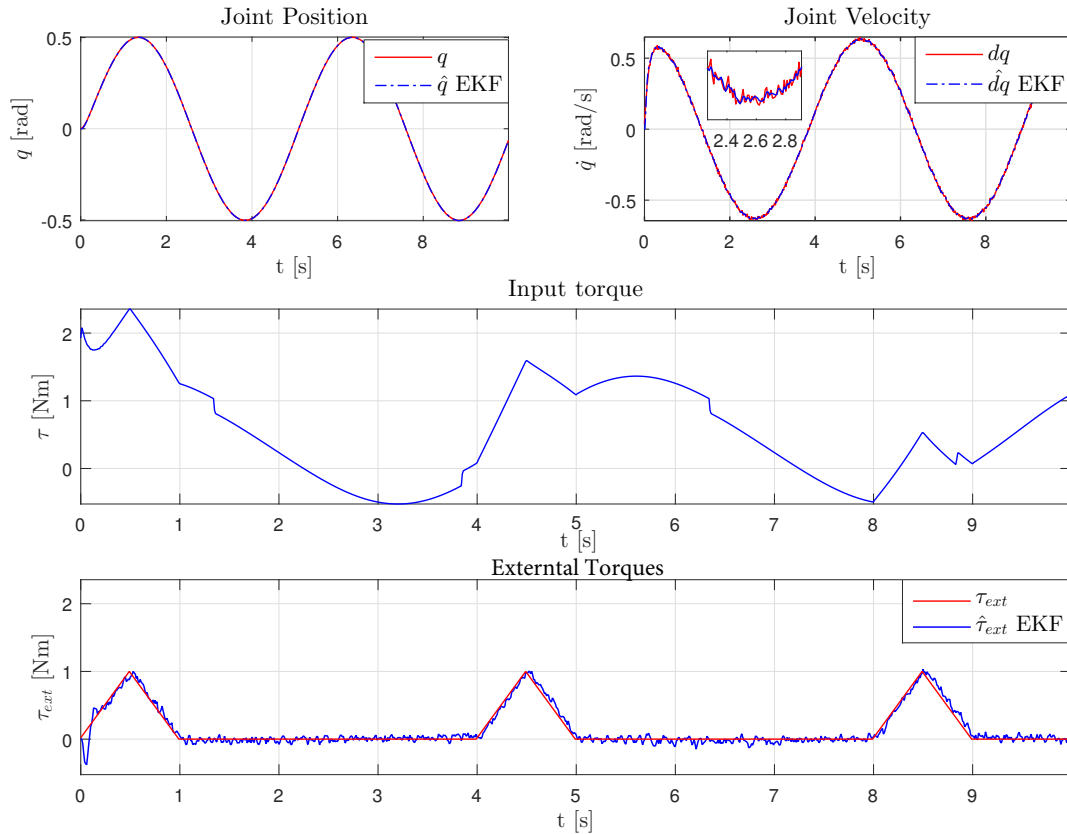 Joint Position
q [rad]
0.5
0
-0.5
q
q̂ EKF
0 2 4 6 8
t [s]
Joint Velocity
q̇ [rad/s]
0.5
0
-0.5
2.4 2.6 2.8
dq
d̂q EKF
0 2 4 6 8
t [s]
Input torque
τ [Nm]
2
1
0
0 1 2 3 4 5 6 7 8 9
t [s]
Externtal Torques
τext [Nm]
2
1
0
τext
τ̂ext EKF
0 1 2 3 4 5 6 7 8 9
t [s]